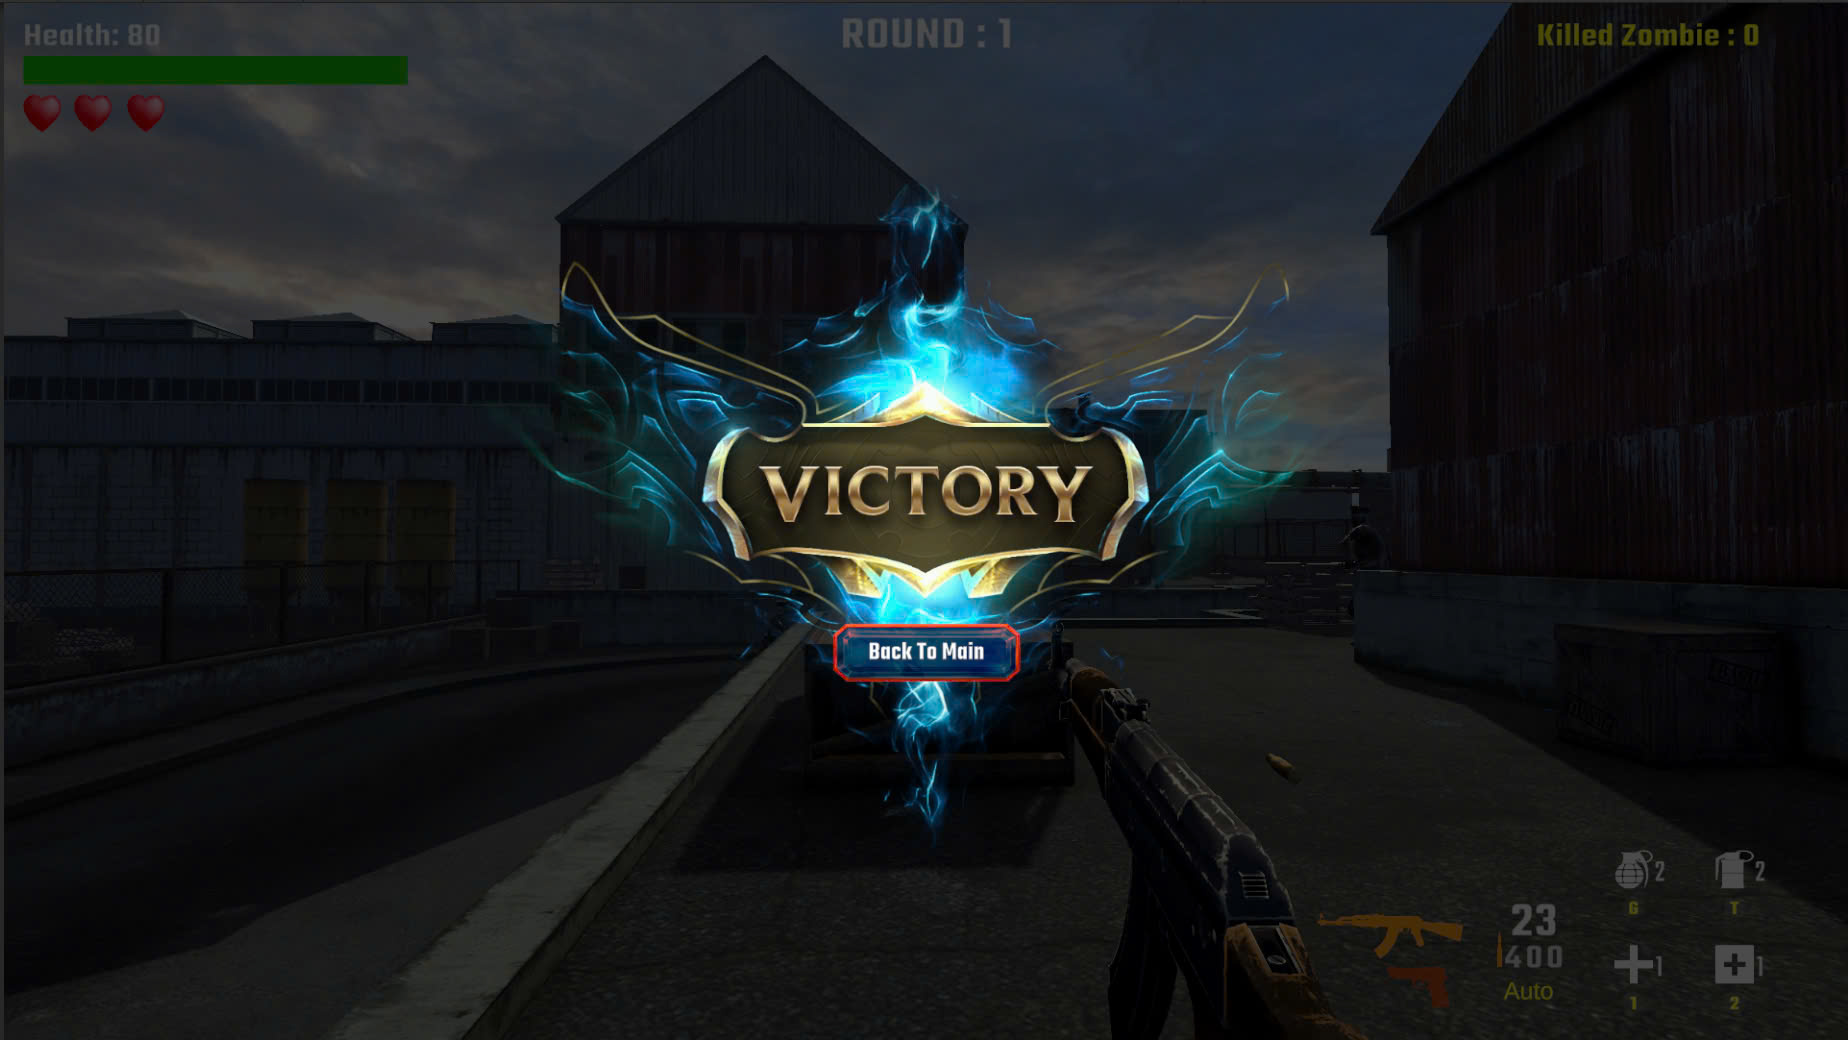 Health: 80
ROUND : 1
Killed Zombie : 0
VICTORY
Back To Main
2
2
G
T
23
400
Auto
1
1
1
2